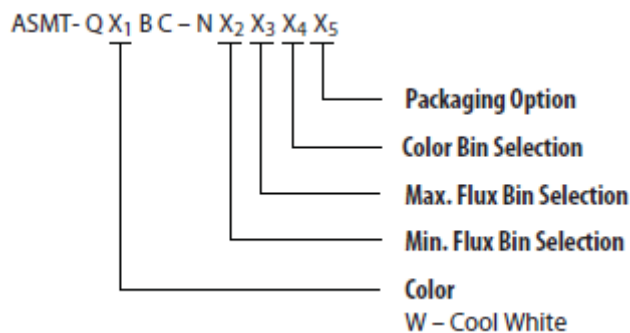 ASMT- Q X1 B C – N X2 X3 X4 X5
Packaging Option
Color Bin Selection
Max. Flux Bin Selection
Min. Flux Bin Selection
Color
W – Cool White